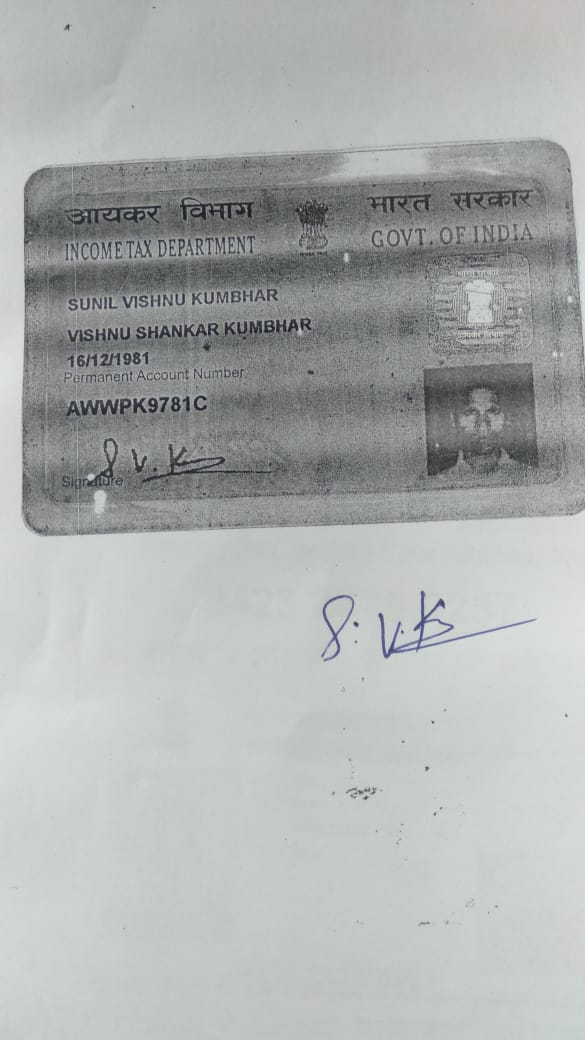 आयकर विभाग
INCOME TAX DEPARTMENT
भारत सरकार
GOVT. OF INDIA
SUNIL VISHNU KUMBHAR
VISHNU SHANKAR KUMBHAR
16/12/1981
Permanent Account Number
AWWPK9781C
S V. K
Signature
S. V. K